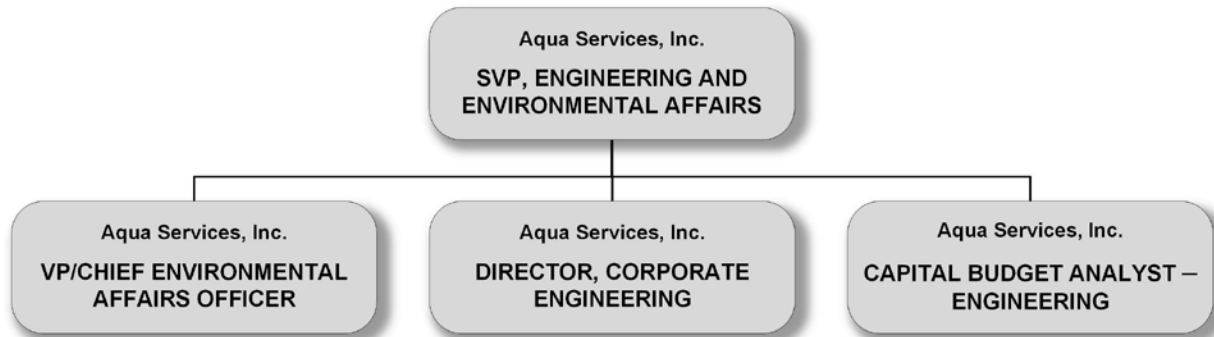 Aqua Services, Inc.
SVP, ENGINEERING AND
ENVIRONMENTAL AFFAIRS
Aqua Services, Inc.
VP/CHIEF ENVIRONMENTAL
AFFAIRS OFFICER
Aqua Services, Inc.
DIRECTOR, CORPORATE
ENGINEERING
Aqua Services, Inc.
CAPITAL BUDGET ANALYST –
ENGINEERING